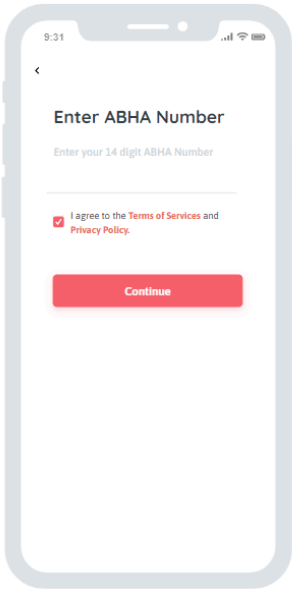 9:31
Enter ABHA Number
Enter your 14 digit ABHA Number
I agree to the Terms of Services and
Privacy Policy.
Continue